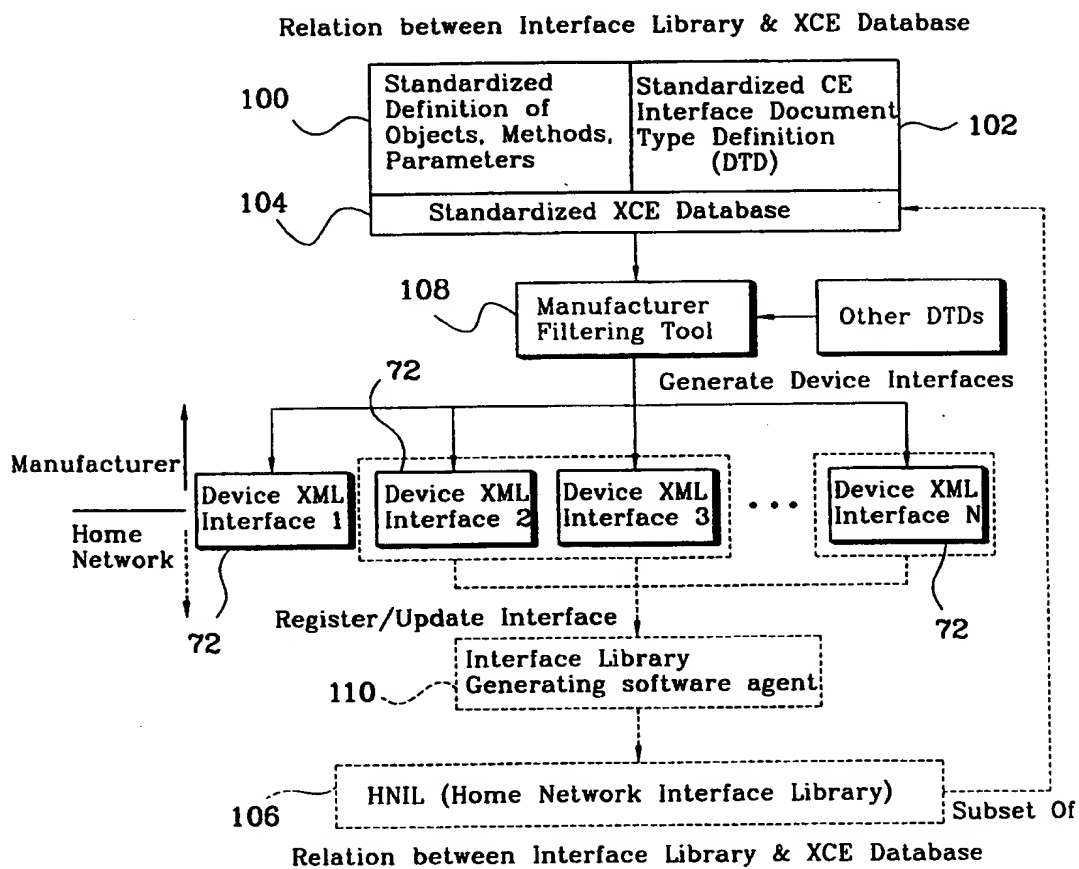 Relation between Interface Library & XCE Database
100
Standardized
Definition of
Objects, Methods,
Parameters
Standardized CE
Interface Document
Type Definition
(DTD)
102
104
Standardized XCE Database
108
Manufacturer
Filtering Tool
Other DTDs
72
Generate Device Interfaces
Manufacturer
Home
Network
Device XML
Interface 1
Device XML
Interface 2
Device XML
Interface 3
• • •
Device XML
Interface N
72
72
Register/Update Interface
110
Interface Library
Generating software agent
106
HNIL (Home Network Interface Library)
Subset Of
Relation between Interface Library & XCE Database